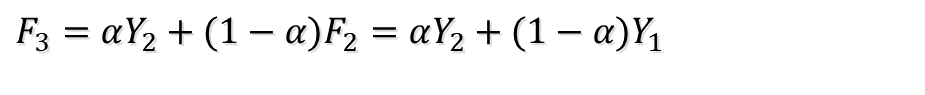 F₃ = αY₂ + (1 − α)F₂ = αY₂ + (1 − α)Y₁